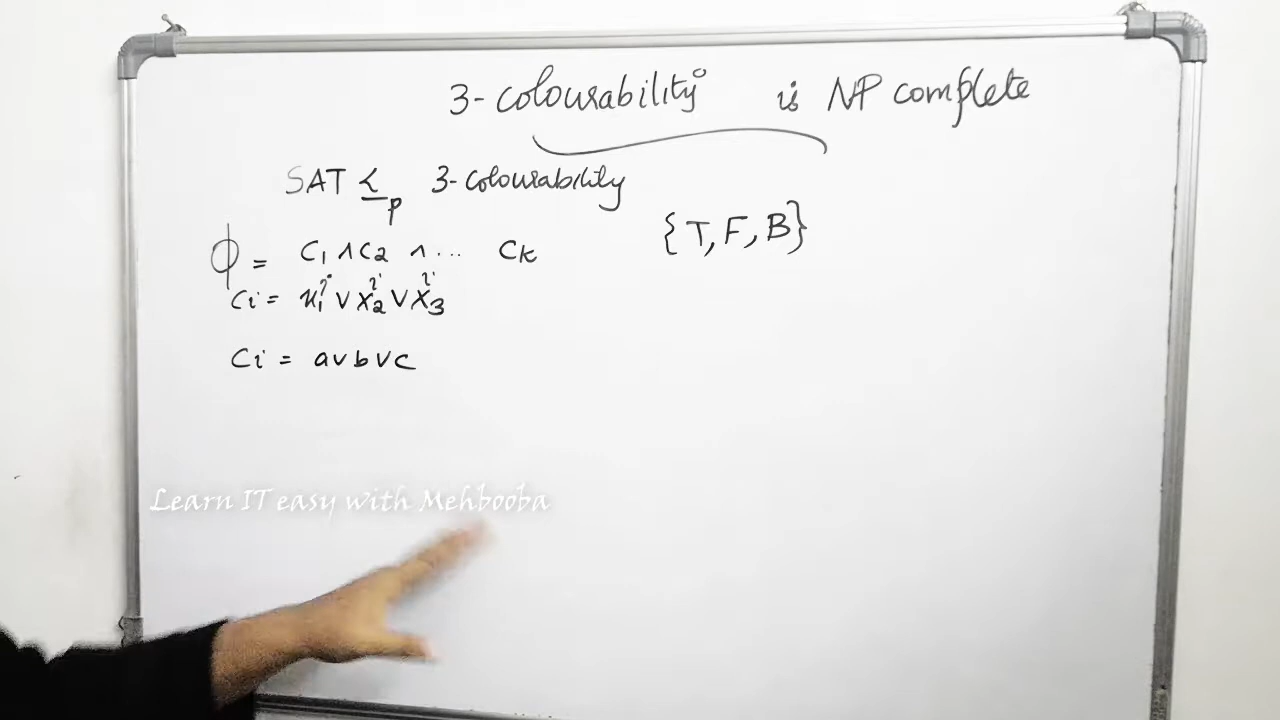 3-colourability is NP complete
SAT ≤p 3-colourability
{T, F, B}
ϕ = C1 ∧ C2 ∧ ... Ck
Ci = x1^i ∨ x2^i ∨ x3^i
Ci = a∨b∨c
Learn IT easy with Mehbooba